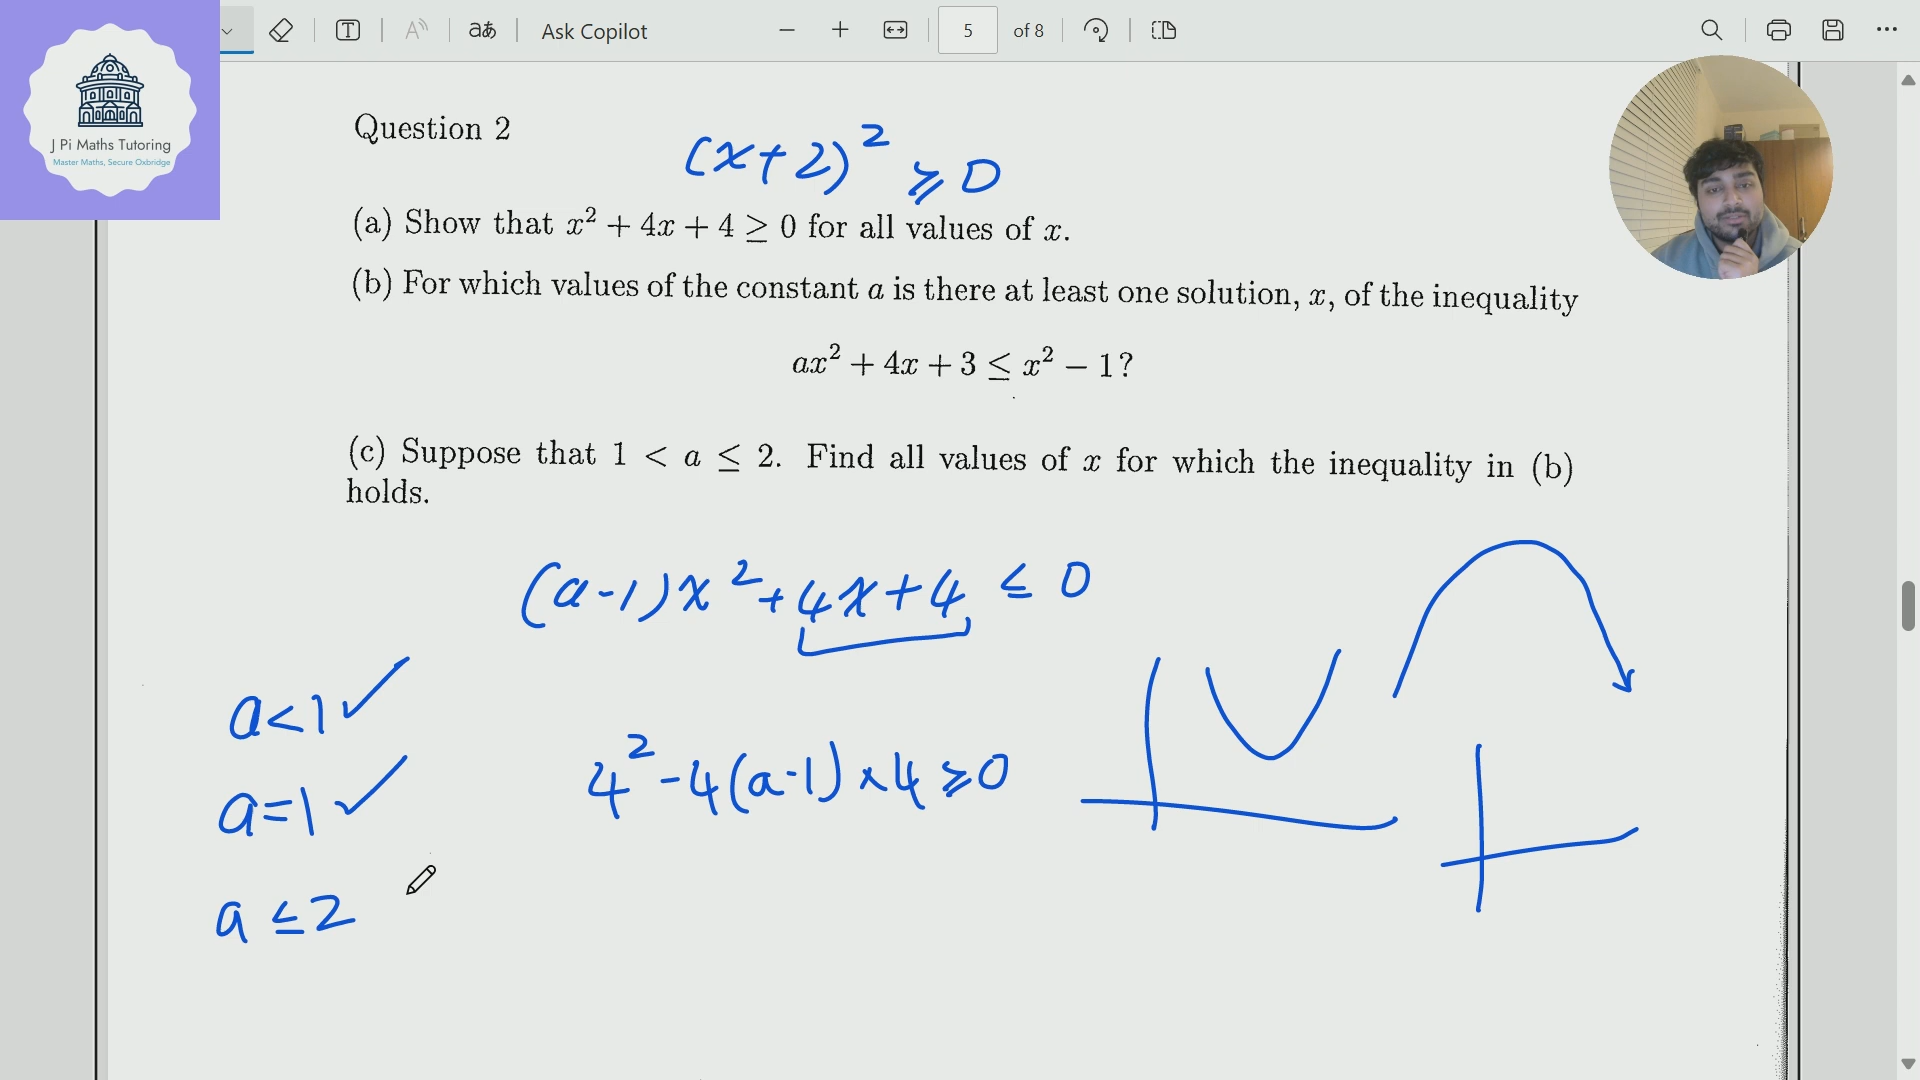 Ask Copilot
5 of 8
J Pi Maths Tutoring
Master Maths, Secure Oxbridge
Question 2
(x+2)² ⩾ 0
(a) Show that x² + 4x + 4 ≥ 0 for all values of x.
(b) For which values of the constant a is there at least one solution, x, of the inequality
ax² + 4x + 3 ≤ x² − 1?
(c) Suppose that 1 < a ≤ 2. Find all values of x for which the inequality in (b)
holds.
(a-1)x² + 4x + 4 ≤ 0
a<1 ✓
4² - 4(a-1) × 4 ⩾ 0
a=1 ✓
a ≤ 2